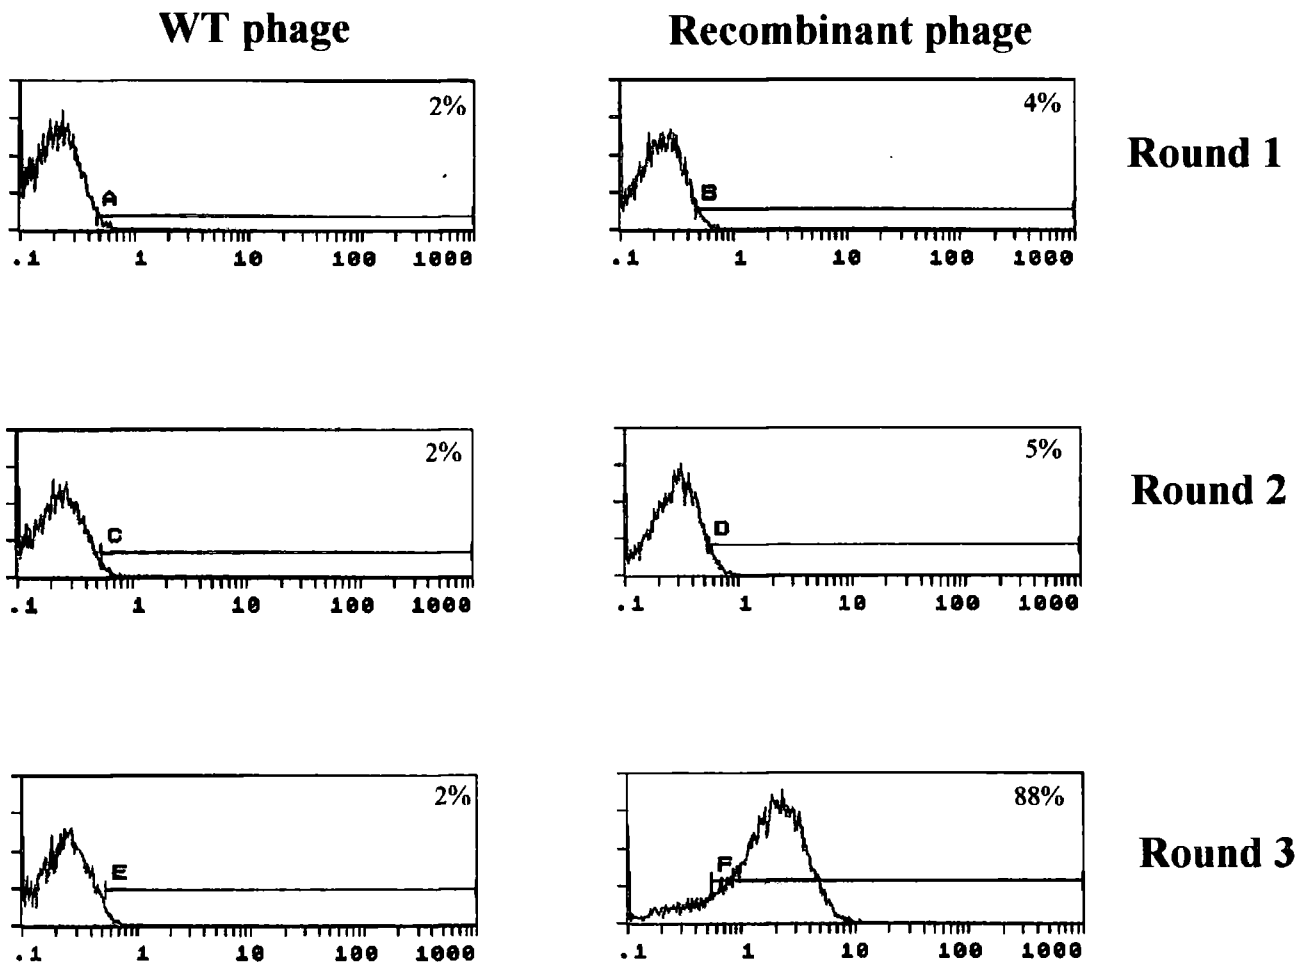 WT phage Recombinant phage
2% 4%
Round 1
A B
.1 1 10 100 1000 .1 1 10 100 1000
2% 5%
Round 2
C D
.1 1 10 100 1000 .1 1 10 100 1000
2% 88%
Round 3
E F
.1 1 10 100 1000 .1 1 10 100 1000